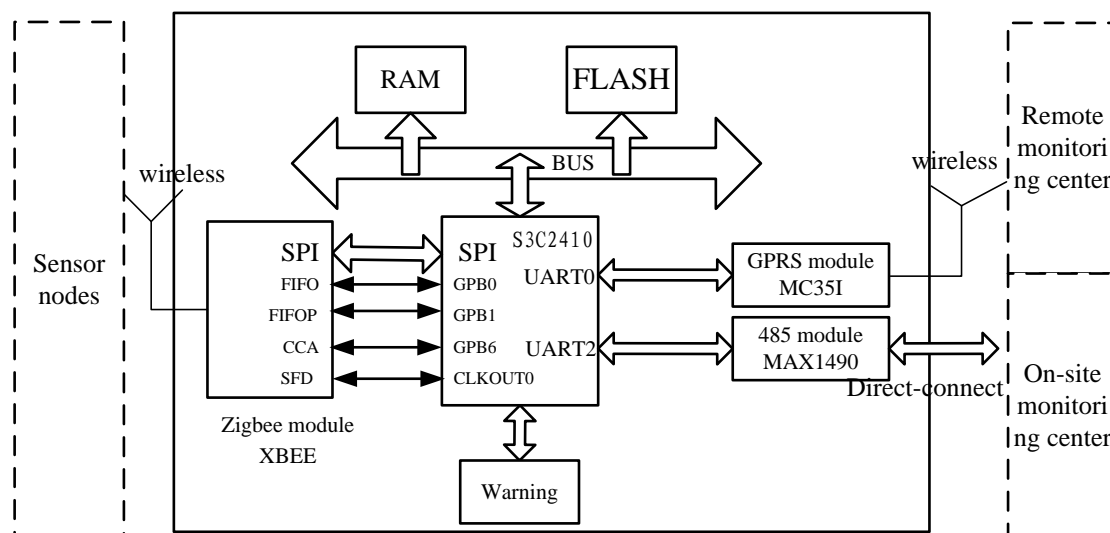 RAM
FLASH
BUS
wireless
wireless
Remote
monitori
ng center
Sensor
nodes
SPI
FIFO
FIFOP
CCA
SFD
Zigbee module
XBEE
SPI
S3C2410
GPB0
GPB1
GPB6
CLKOUT0
UART0
UART2
GPRS module
MC35I
485 module
MAX1490
Direct-connect
On-site
monitori
ng center
Warning